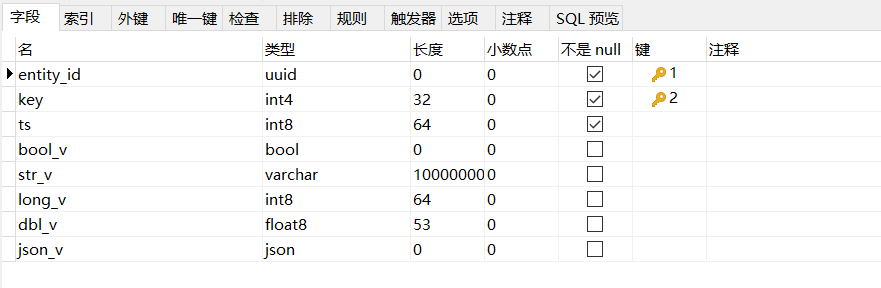 字段 索引 外键 唯一键 检查 排除 规则 触发器 选项 注释 SQL 预览
名 类型 长度 小数点 不是 null 键 注释
entity_id uuid 0 0 1
key int4 32 0 2
ts int8 64 0
bool_v bool 0 0
str_v varchar 10000000 0
long_v int8 64 0
dbl_v float8 53 0
json_v json 0 0